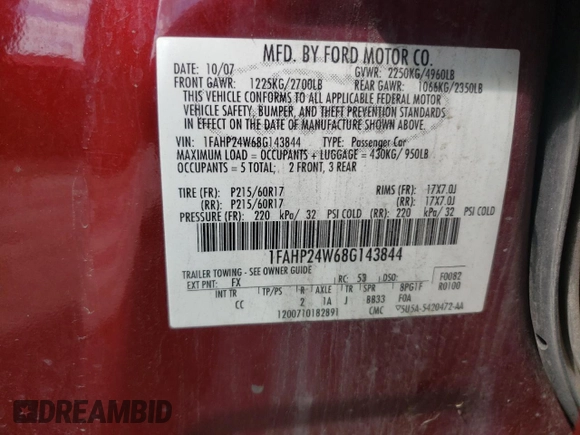 MFD. BY FORD MOTOR CO.
DATE: 10/07 GVWR: 2250KG/4960LB
FRONT GAWR: 1225KG/2700LB REAR GAWR: 1066KG/2350LB
THIS VEHICLE CONFORMS TO ALL APPLICABLE FEDERAL MOTOR
VEHICLE SAFETY, BUMPER, AND THEFT PREVENTION STANDARDS
IN EFFECT ON THE DATE OF MANUFACTURE SHOWN ABOVE.
VIN: 1FAHP24W68G143844 TYPE: Passenger Car
MAXIMUM LOAD = OCCUPANTS + LUGGAGE = 430KG/ 950LB
OCCUPANTS = 5 TOTAL; 2 FRONT, 3 REAR
TIRE (FR): P215/60R17 RIMS (FR): 17X7.0J
(RR): P215/60R17 (RR): 17X7.0J
PRESSURE (FR): 220 kPa/ 32 PSI COLD (RR): 220 kPa/ 32 PSI COLD
1FAHP24W68G143844
TRAILER TOWING - SEE OWNER GUIDE
EXT PNT: FX RC: 53 DSO: F0082
INT TR TP/PS R AXLE TR SPR BPG1F R0100
CC 2 1A J BB33 F0A
1200710182891 CMC 5U5A-5420472-AA
DREAMBID